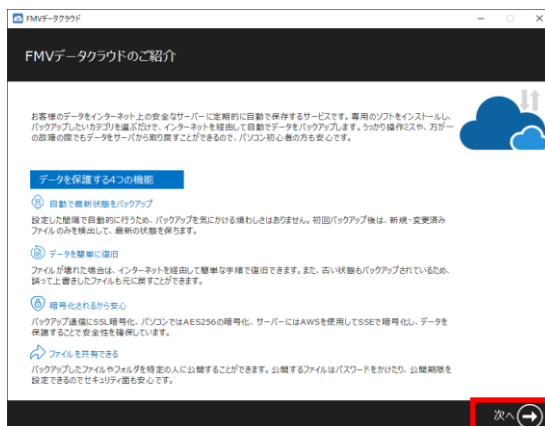 FMVデータクラウド
FMVデータクラウドのご紹介
お客様のデータをインターネット上の安全なサーバーに定期的に自動で保存するサービスです。専用のソフトをインストールし、
バックアップしたいカテゴリを選ぶだけで、インターネットを経由して自動でデータをバックアップします。うっかり操作ミスや、万が一
の故障の際でもデータをサーバから取り戻すことができるので、パソコン初心者の方も安心です。
データを保護する4つの機能
自動で最新状態をバックアップ
設定した間隔で自動的に行うため、バックアップを気にかける煩わしさはありません。初回バックアップ後は、新規・変更済み
ファイルのみを検出して、最新の状態を保ちます。
データを簡単に復旧
ファイルが壊れた場合は、インターネットを経由して簡単な手順で復旧できます。また、古い状態もバックアップされているため、
誤って上書きしたファイルも元に戻すことができます。
暗号化されるから安心
バックアップ通信にSSL暗号化、パソコンではAES256の暗号化、サーバーにはAWSを使用してSSEで暗号化し、データを
保護することで安全性を確保しています。
ファイルを共有できる
バックアップしたファイルやフォルダを特定の人に公開することができます。公開するファイルはパスワードをかけたり、公開期限を
設定できるのでセキュリティ面も安心です。
次へ